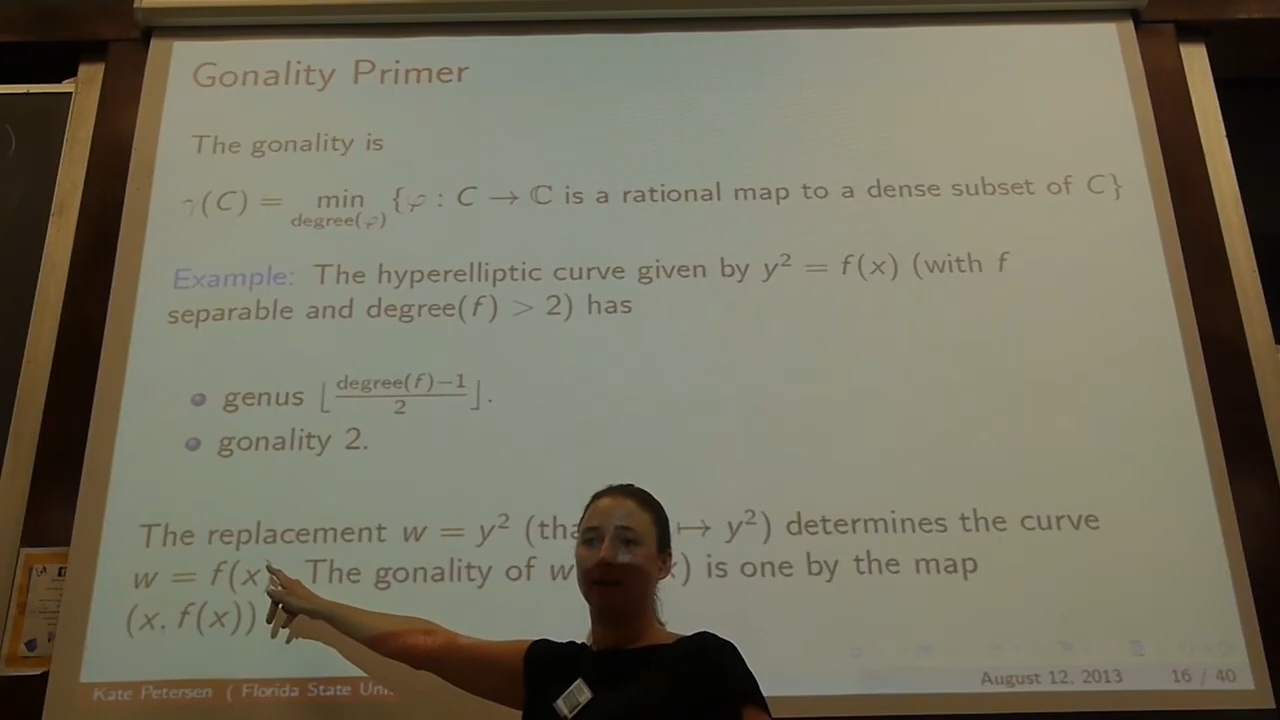 Gonality Primer
The gonality is
γ(C) = min {φ : C → ℂ is a rational map to a dense subset of C}
degree(φ)
Example: The hyperelliptic curve given by y² = f(x) (with f
separable and degree(f) > 2) has
genus ⌊ degree(f)−1 / 2 ⌋.
gonality 2.
The replacement w = y² ( ↦ y²) determines the curve
w = f(x). The gonality of w ) is one by the map
(x, f(x))
Kate Petersen ( Florida State
August 12, 2013 16 / 40